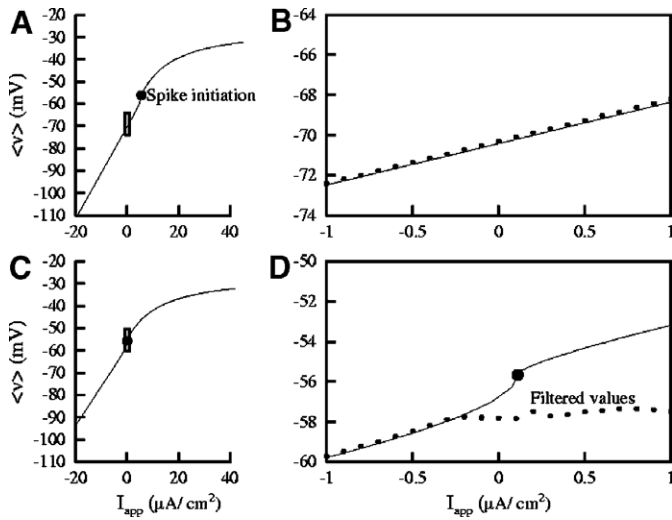 A
-20
-30
-40
-50
-60
-70
-80
-90
-100
-110
<v> (mV)
Spike initiation
-20 0 20 40
B
-64
-66
-68
-70
-72
-74
-1 -0.5 0 0.5 1
C
-20
-30
-40
-50
-60
-70
-80
-90
-100
-110
<v> (mV)
-20 0 20 40
I_app (μA/ cm²)
D
-50
-52
-54
-56
-58
-60
Filtered values
-1 -0.5 0 0.5 1
I_app (μA/ cm²)